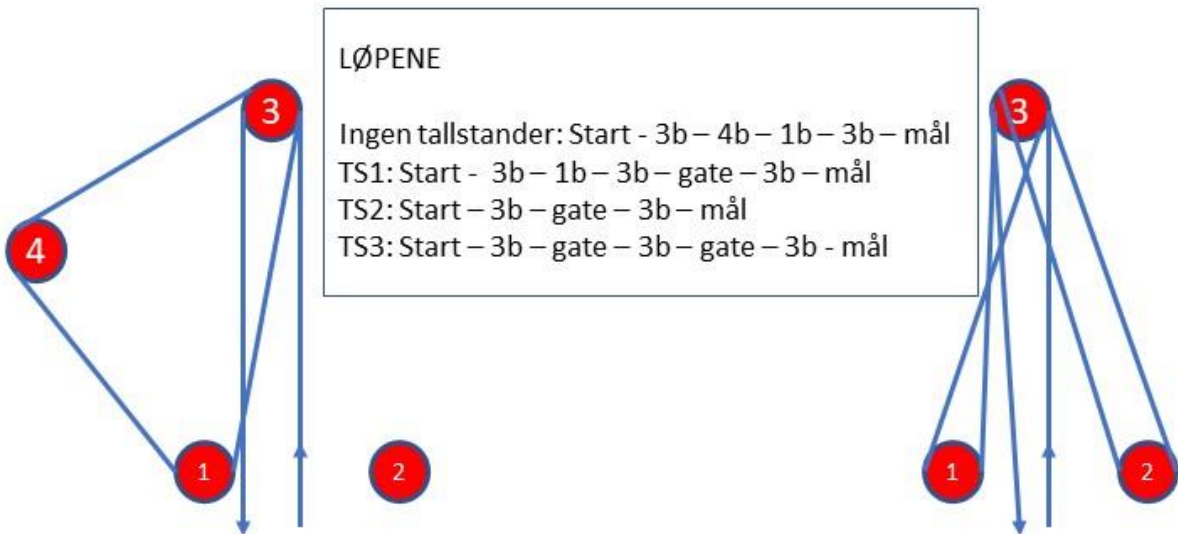 LØPENE
3
3
Ingen tallstander: Start - 3b – 4b – 1b – 3b – mål
TS1: Start -  3b – 1b – 3b – gate – 3b – mål
TS2: Start – 3b – gate – 3b – mål
4
TS3: Start – 3b – gate – 3b – gate – 3b - mål
1
2
1
2